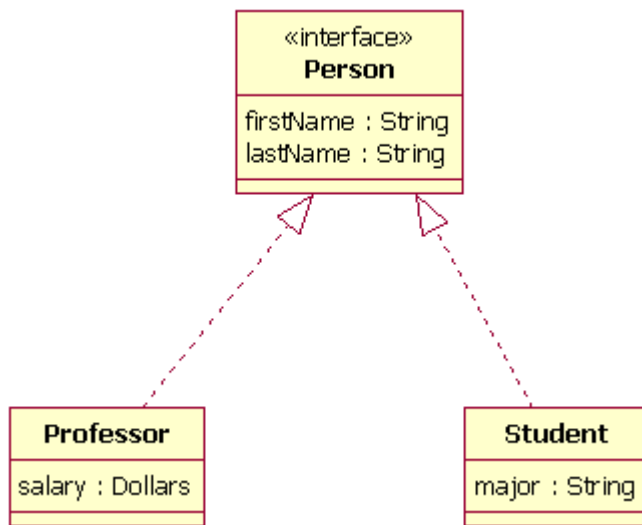 «interface»
Person
firstName : String
lastName : String
Professor
salary : Dollars
Student
major : String